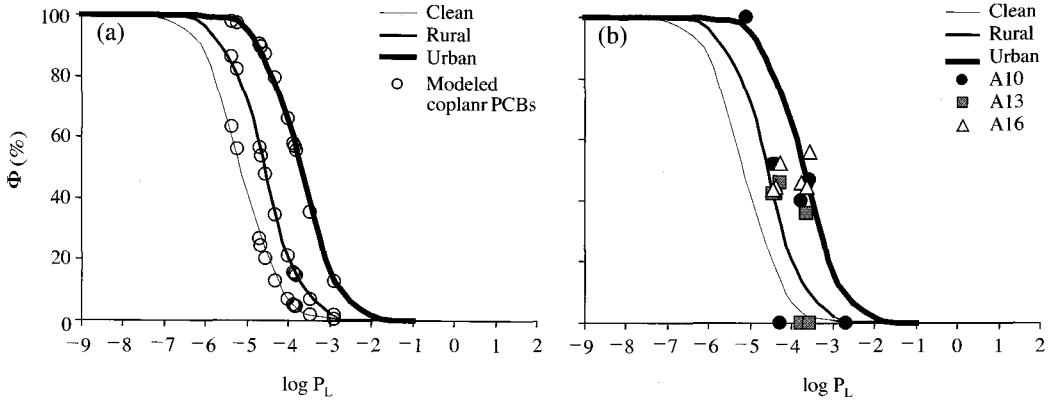 (a)
Clean
Rural
Urban
Modeled
coplanr PCBs
100
80
60
40
20
0
Φ (%)
−9 −8 −7 −6 −5 −4 −3 −2 −1 0 1 2
log P_L
(b)
Clean
Rural
Urban
A10
A13
A16
−9 −8 −7 −6 −5 −4 −3 −2 −1 0 1 2
log P_L